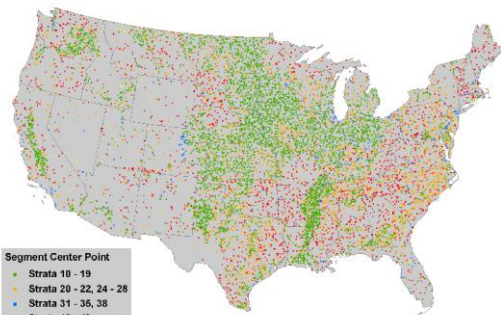 Segment Center Point
Strata 10 - 19
Strata 20 - 22, 24 - 28
Strata 31 - 35, 38